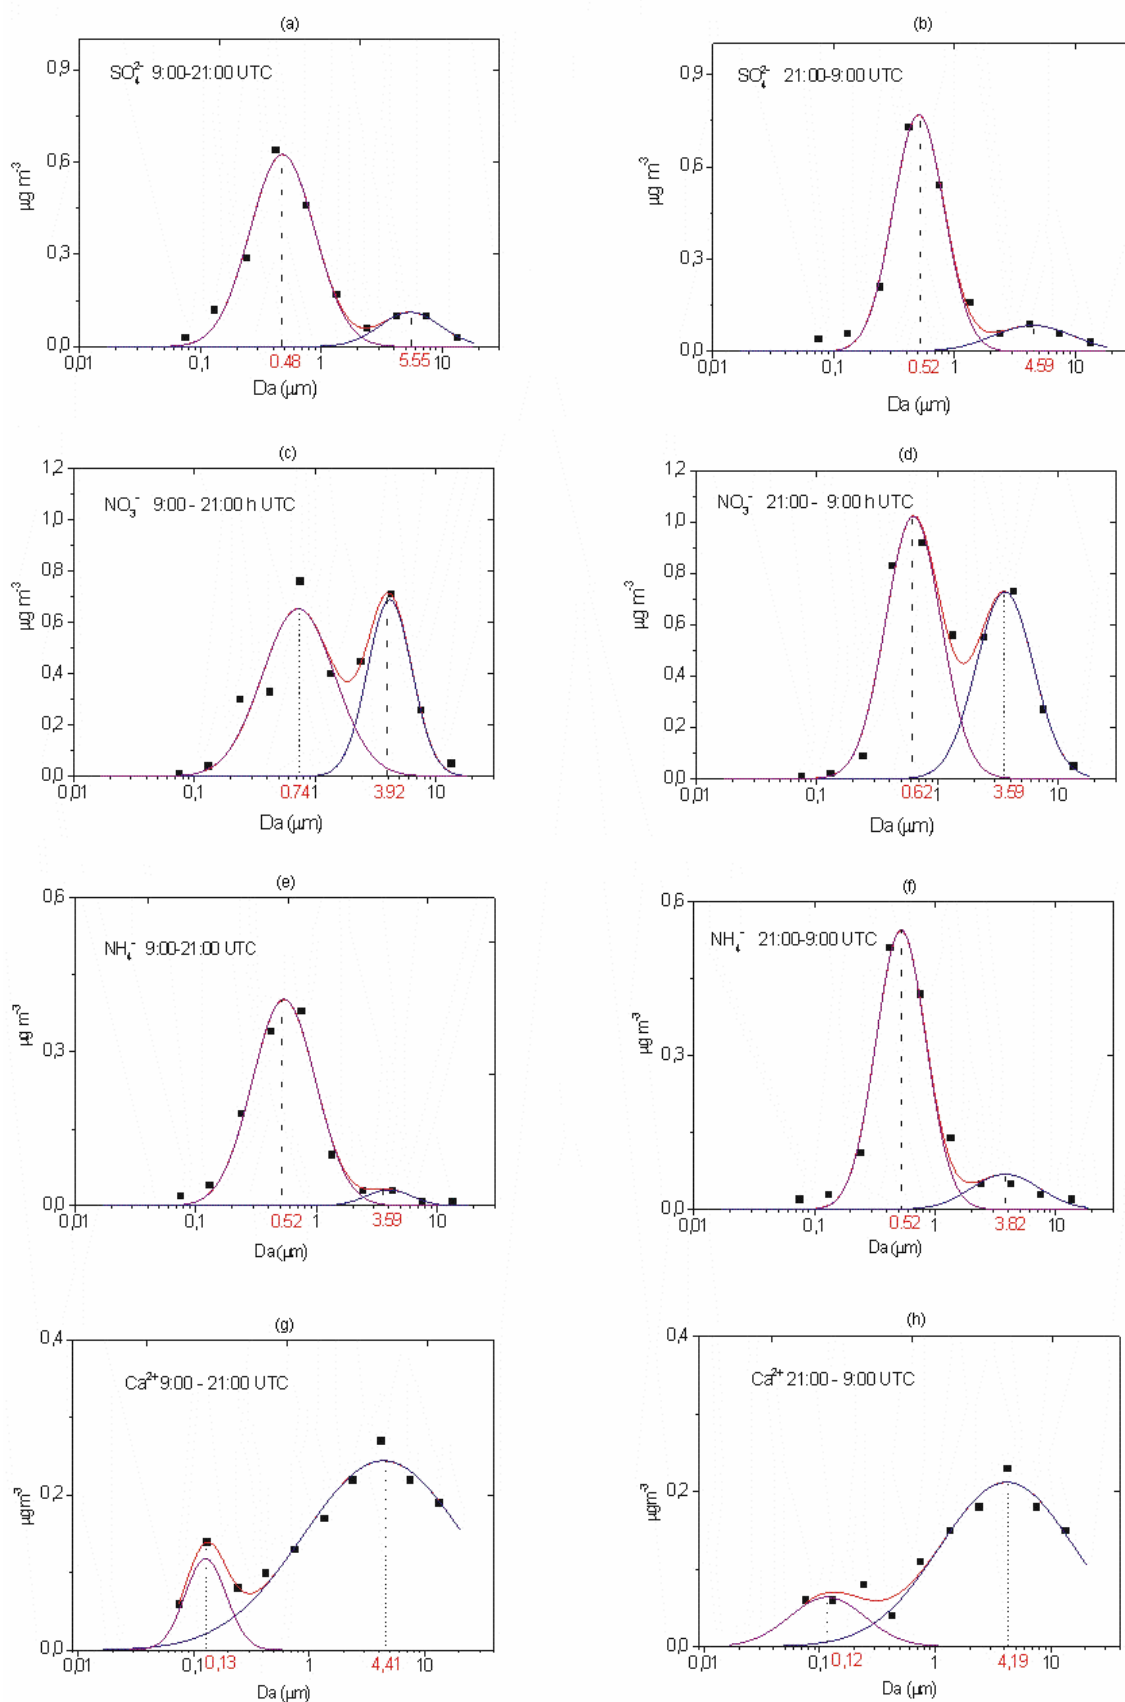 (a)
SO₄²⁻ 9:00-21:00 UTC
0,9
0,6
0,3
0,0
µg m⁻³
0,01 0,1 0.48 1 5.55 10
Da (µm)
(b)
SO₄²⁻ 21:00-9:00 UTC
0,9
0,6
0,3
0,0
µg m⁻³
0,01 0,1 0.52 1 4.59 10
Da (µm)
(c)
NO₃⁻ 9:00 - 21:00 h UTC
1,2
1,0
0,8
0,6
0,4
0,2
0,0
µg m⁻³
0,01 0,1 0.74 1 3.92 10
Da (µm)
(d)
NO₃⁻ 21:00 - 9:00 h UTC
1,2
1,0
0,8
0,6
0,4
0,2
0,0
µg m⁻³
0,01 0,1 0.62 1 3.59 10
Da (µm)
(e)
NH₄⁻ 9:00-21:00 UTC
0,6
0,3
0,0
µg m⁻³
0,01 0,1 0.52 1 3.59 10
Da (µm)
(f)
NH₄⁻ 21:00-9:00 UTC
0,6
0,3
0,0
µg m⁻³
0,01 0,1 0.52 1 3.82 10
Da (µm)
(g)
Ca²⁺ 9:00 - 21:00 UTC
0,4
0,2
0,0
µgm⁻³
0,01 0,1 0,13 1 4,41 10
Da (µm)
(h)
Ca²⁺ 21:00 - 9:00 UTC
0,4
0,2
0,0
µgm⁻³
0,01 0,1 0,12 1 4,19 10
Da (µm)